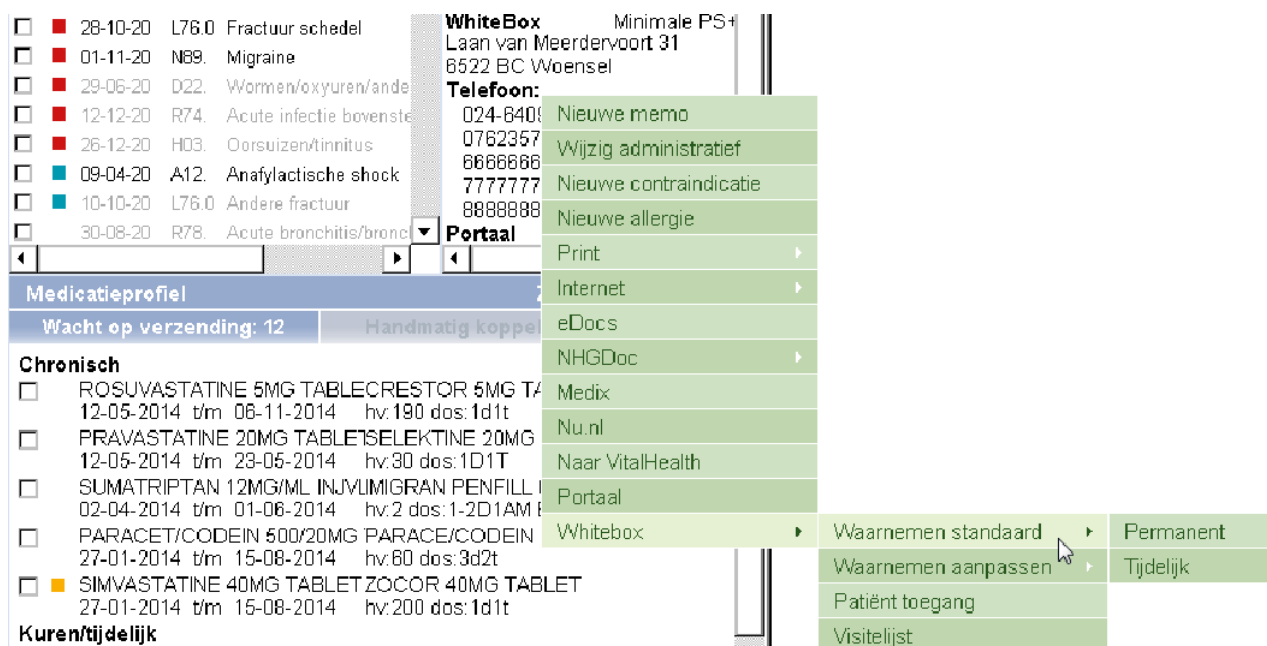 28-10-20 L76.0 Fractuur schedel
01-11-20 N89. Migraine
29-06-20 D22. Wormen/oxyuren/ande
12-12-20 R74. Acute infectie bovenste
26-12-20 H03. Oorsuizen/tinnitus
09-04-20 A12. Anafylactische shock
10-10-20 L76.0 Andere fractuur
30-08-20 R78. Acute bronchitis/bronc
WhiteBox Minimale PS+
Laan van Meerdervoort 31
6522 BC Woensel
Telefoon:
024-6409
0762357
6666666
7777777
8888888
Portaal
Nieuwe memo
Wijzig administratief
Nieuwe contraindicatie
Nieuwe allergie
Print
Internet
eDocs
NHGDoc
Medix
Nu.nl
Naar VitalHealth
Portaal
Whitebox
Waarnemen standaard
Waarnemen aanpassen
Patiënt toegang
Visitelijst
Permanent
Tijdelijk
Medicatieprofiel
Wacht op verzending: 12 Handmatig koppel
Chronisch
ROSUVASTATINE 5MG TABLECRESTOR 5MG TA
12-05-2014 t/m 06-11-2014 hv:190 dos:1d1t
PRAVASTATINE 20MG TABLETSELEKTINE 20MG
12-05-2014 t/m 23-05-2014 hv:30 dos:1D1T
SUMATRIPTAN 12MG/ML INJVLIMIGRAN PENFILL
02-04-2014 t/m 01-06-2014 hv:2 dos:1-2D1AM
PARACET/CODEIN 500/20MG TPARACE/CODEIN
27-01-2014 t/m 15-08-2014 hv:60 dos:3d2t
SIMVASTATINE 40MG TABLET ZOCOR 40MG TABLET
27-01-2014 t/m 15-08-2014 hv:200 dos:1d1t
Kuren/tijdelijk